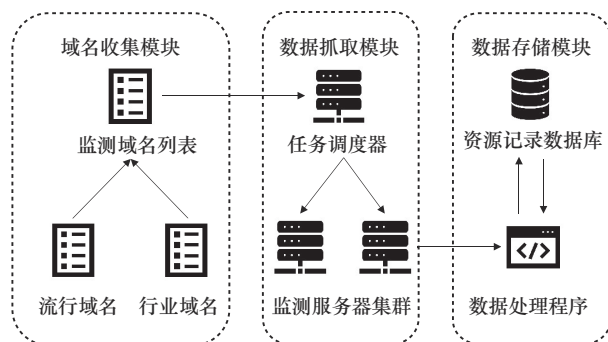 域名收集模块
数据抓取模块
数据存储模块
监测域名列表
任务调度器
资源记录数据库
流行域名
行业域名
监测服务器集群
数据处理程序